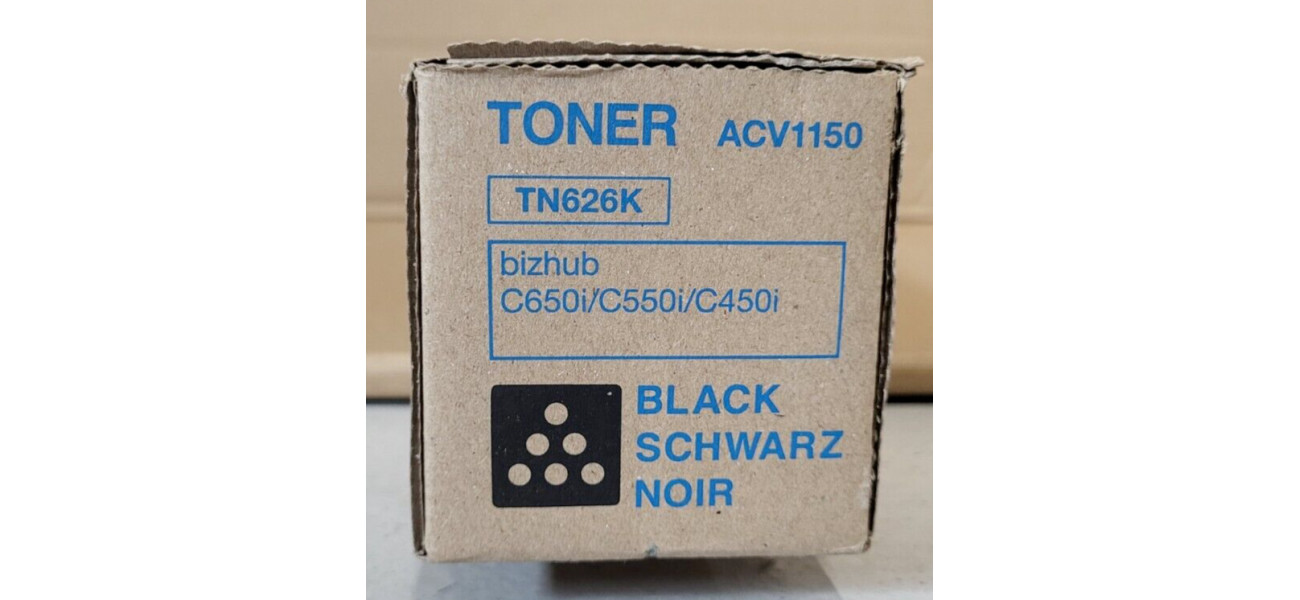 TONER ACV1150
TN626K
bizhub
C650i/C550i/C450i
BLACK
SCHWARZ
NOIR